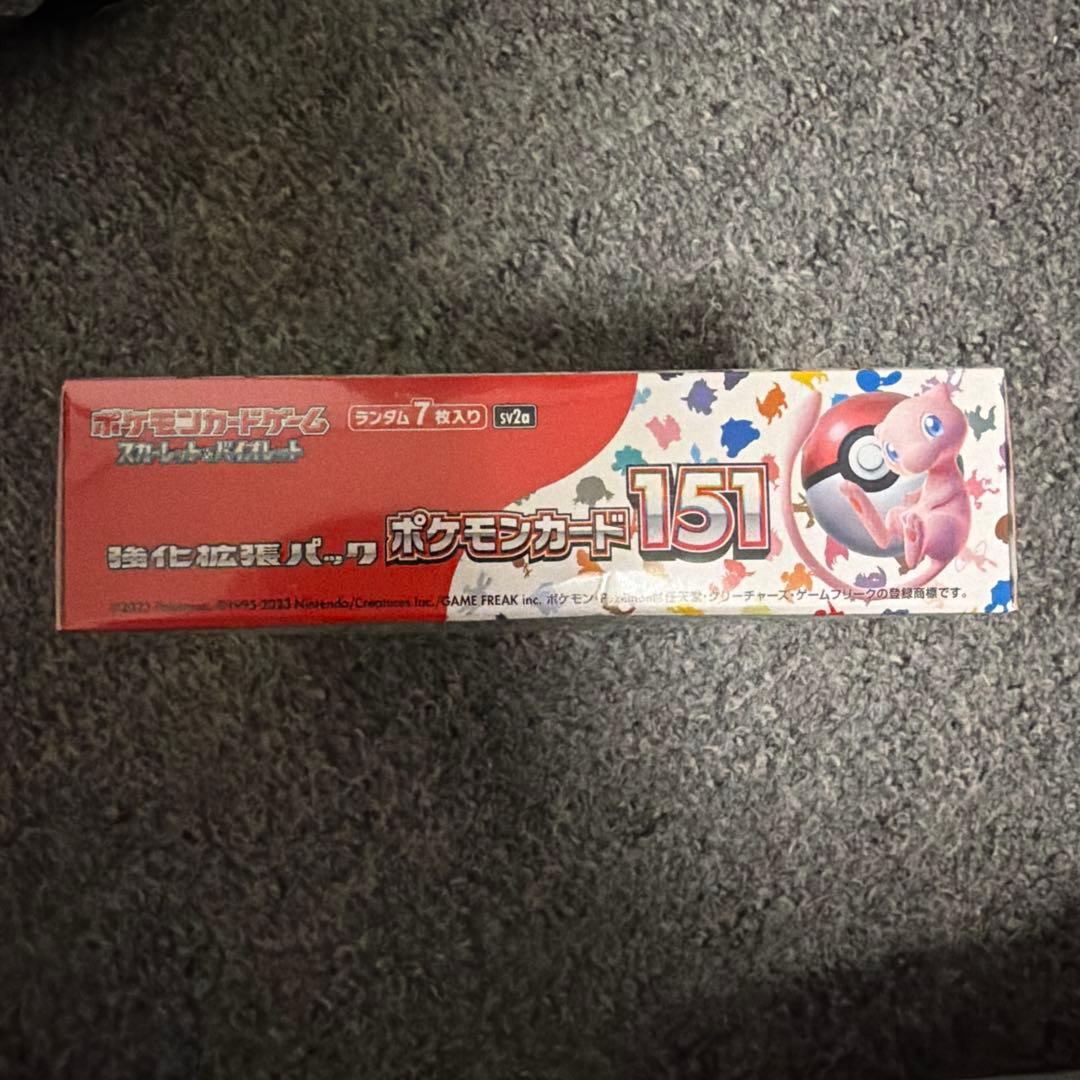 ポケモンカードゲーム
スカーレット&バイオレット
ランダム7枚入り sv2a
強化拡張パック ポケモンカード151
©2023 Pokémon. ©1995-2023 Nintendo/Creatures Inc./GAME FREAK inc. ポケモン・Pokémonは任天堂・クリーチャーズ・ゲームフリークの登録商標です。